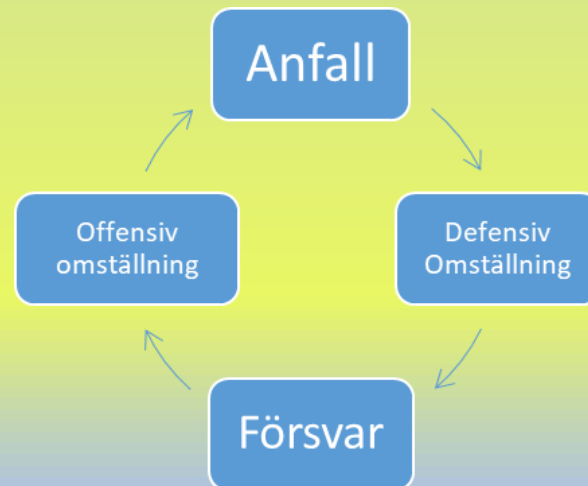 Anfall
Offensiv
omställning
Defensiv
Omställning
Försvar